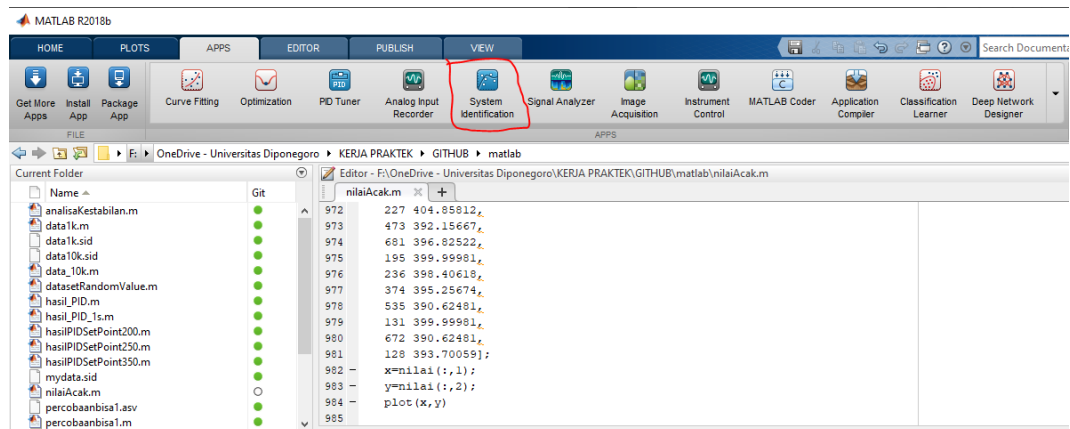 MATLAB R2018b
HOME PLOTS APPS EDITOR PUBLISH VIEW Search Documenta
Get More Apps Install App Package App Curve Fitting Optimization PID Tuner Analog Input Recorder System Identification Signal Analyzer Image Acquisition Instrument Control MATLAB Coder Application Compiler Classification Learner Deep Network Designer
FILE APPS
F: OneDrive - Universitas Diponegoro KERJA PRAKTEK GITHUB matlab
Current Folder
Name Git
analisaKestabilan.m
data1k.m
data1k.sid
data10k.sid
data_10k.m
datasetRandomValue.m
hasil_PID.m
hasil_PID_1s.m
hasilPIDSetPoint200.m
hasilPIDSetPoint250.m
hasilPIDSetPoint350.m
mydata.sid
nilaiAcak.m
percobaanbisa1.asv
percobaanbisa1.m
Editor - F:\OneDrive - Universitas Diponegoro\KERJA PRAKTEK\GITHUB\matlab\nilaiAcak.m
nilaiAcak.m
972 227 404.85812,
973 473 392.15667,
974 681 396.82522,
975 195 399.99981,
976 236 398.40618,
977 374 395.25674,
978 535 390.62481,
979 131 399.99981,
980 672 390.62481,
981 128 393.70059];
982 - x=nilai(:,1);
983 - y=nilai(:,2);
984 - plot(x,y)
985